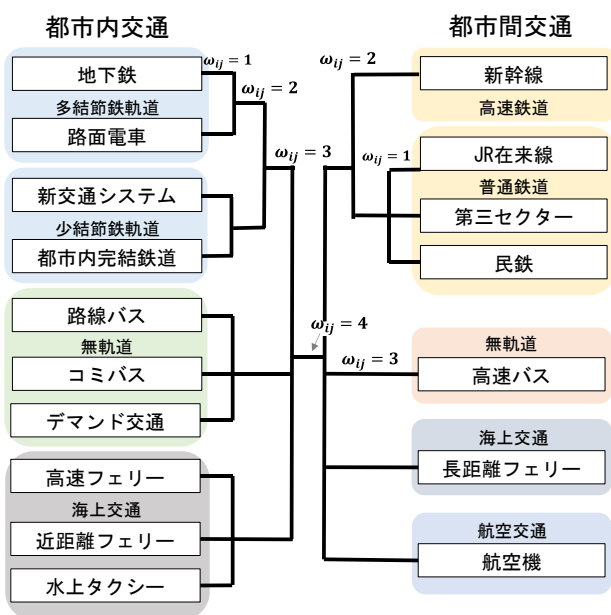 都市内交通
地下鉄
多結節鉄軌道
路面電車
新交通システム
少結節鉄軌道
都市内完結鉄道
路線バス
無軌道
コミバス
デマンド交通
高速フェリー
海上交通
近距離フェリー
水上タクシー
ω_ij = 1
ω_ij = 2
ω_ij = 3
ω_ij = 4
都市間交通
ω_ij = 2
新幹線
高速鉄道
ω_ij = 1
JR在来線
普通鉄道
第三セクター
民鉄
無軌道
ω_ij = 3
高速バス
海上交通
長距離フェリー
航空交通
航空機